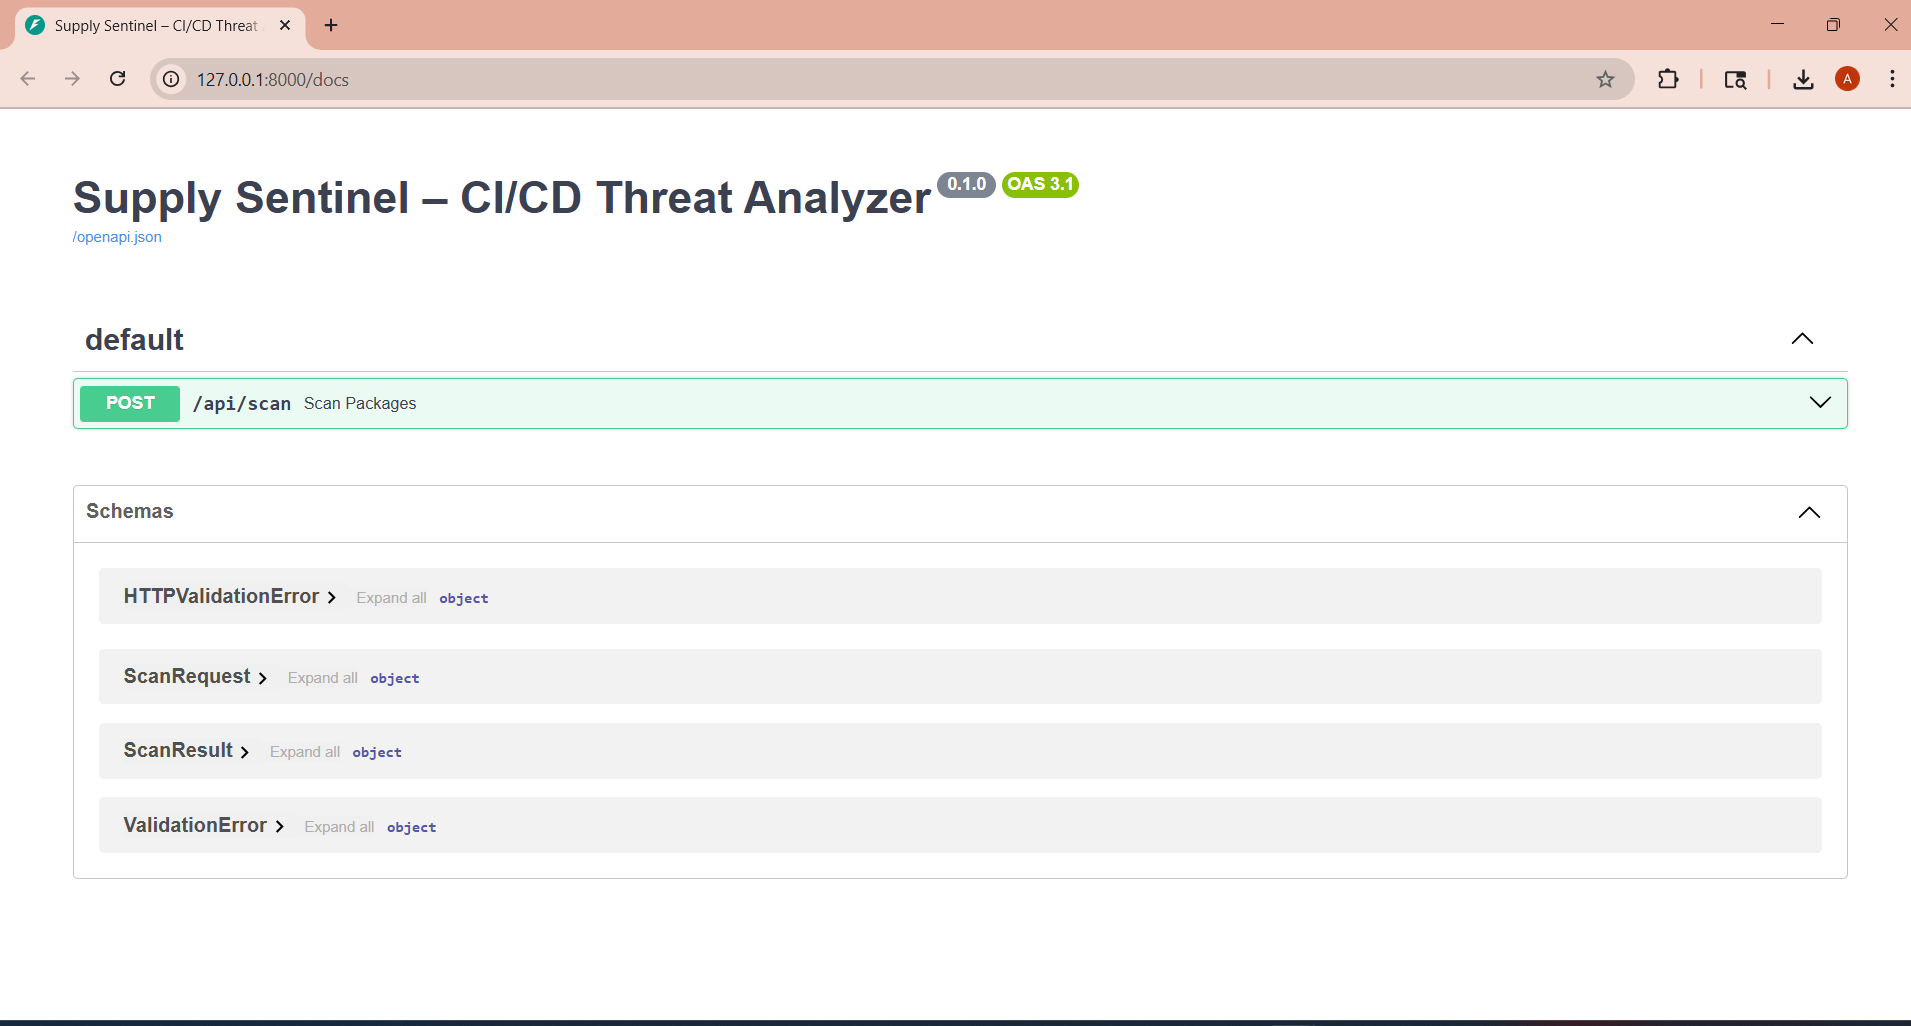 Supply Sentinel – CI/CD Threat
127.0.0.1:8000/docs
A
Supply Sentinel – CI/CD Threat Analyzer 0.1.0 OAS 3.1
/openapi.json
default
POST /api/scan Scan Packages
Schemas
HTTPValidationError Expand all object
ScanRequest Expand all object
ScanResult Expand all object
ValidationError Expand all object